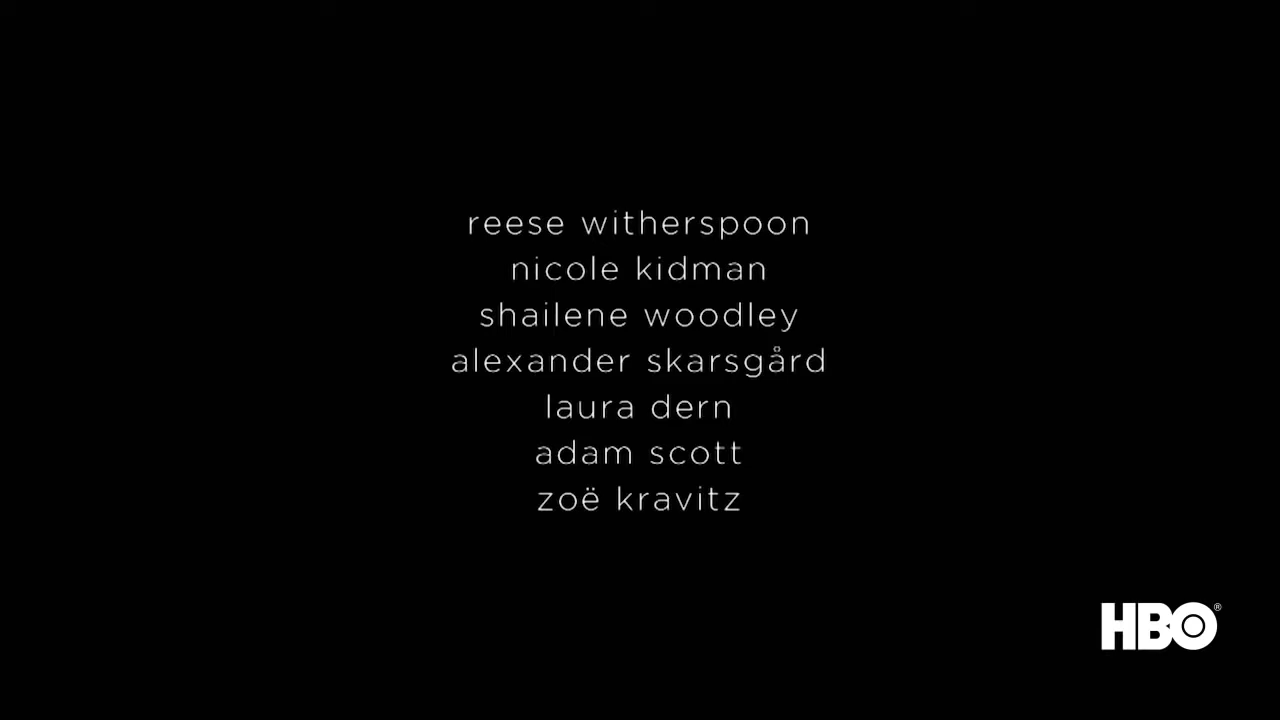 reese witherspoon
nicole kidman
shailene woodley
alexander skarsgård
laura dern
adam scott
zoë kravitz
HBO®